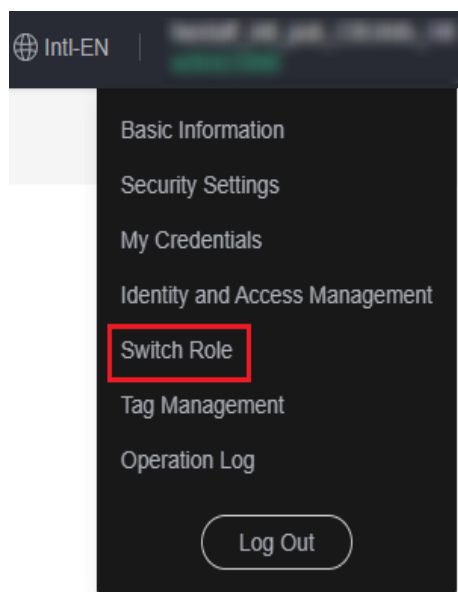 Intl-EN
Basic Information
Security Settings
My Credentials
Identity and Access Management
Switch Role
Tag Management
Operation Log
Log Out